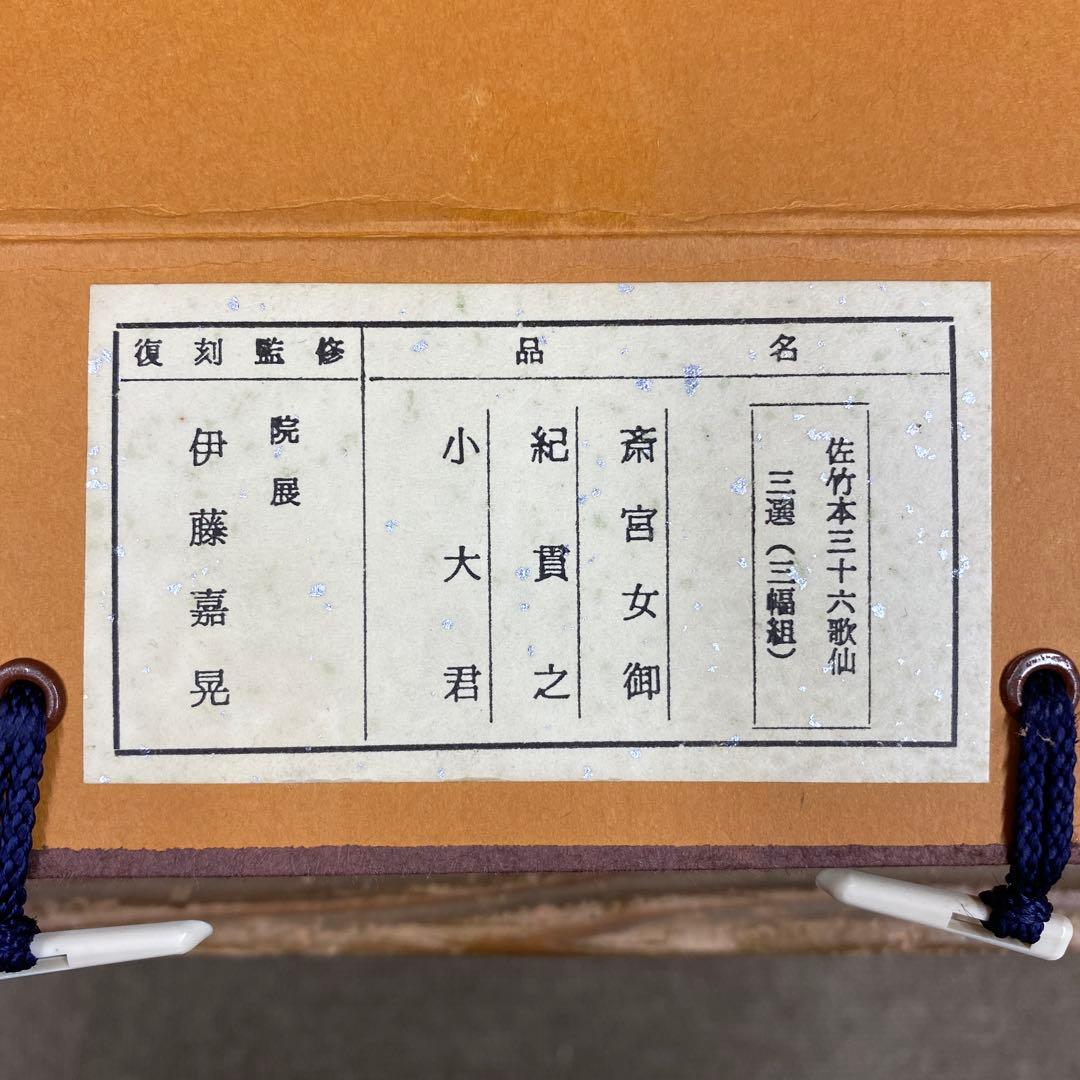 品名
佐竹本三十六歌仙
三選(三幅組)
斎宮女御
紀貫之
小大君
復刻監修
院展
伊藤嘉晃